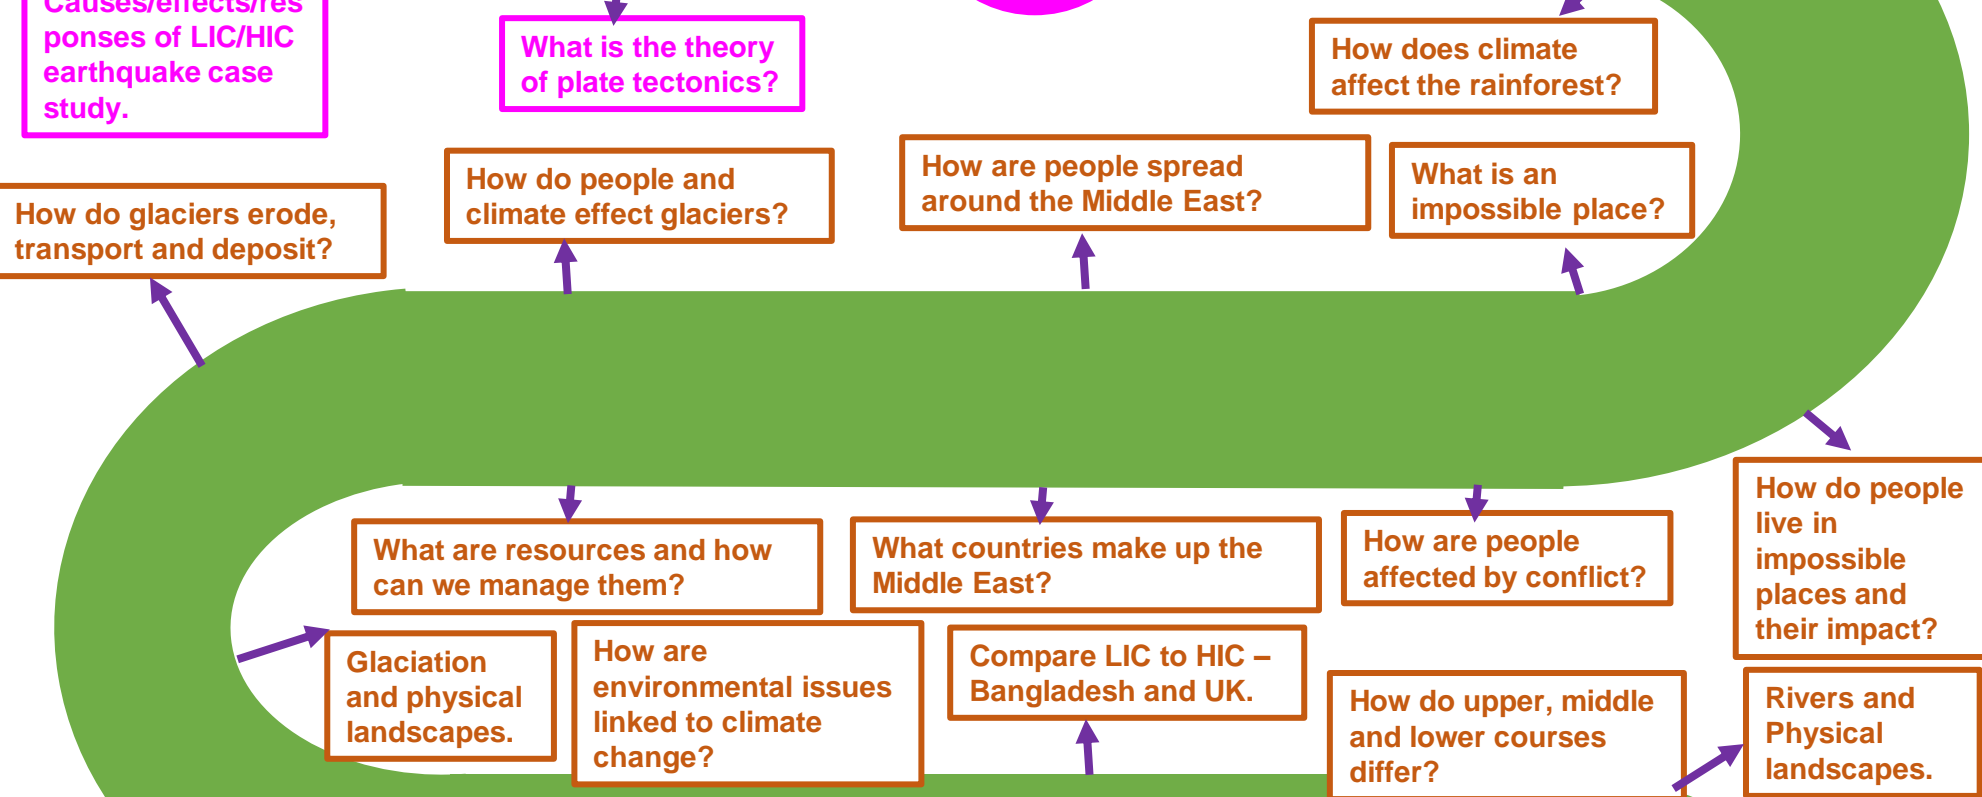 Causes/effects/res
ponses of LIC/HIC
earthquake case
study.
What is the theory
of plate tectonics?
How does climate
affect the rainforest?
How do glaciers erode,
transport and deposit?
How do people and
climate effect glaciers?
How are people spread
around the Middle East?
What is an
impossible place?
What are resources and how
can we manage them?
What countries make up the
Middle East?
How are people
affected by conflict?
How do people
live in
impossible
places and
their impact?
Glaciation
and physical
landscapes.
How are
environmental issues
linked to climate
change?
Compare LIC to HIC –
Bangladesh and UK.
How do upper, middle
and lower courses
differ?
Rivers and
Physical
landscapes.